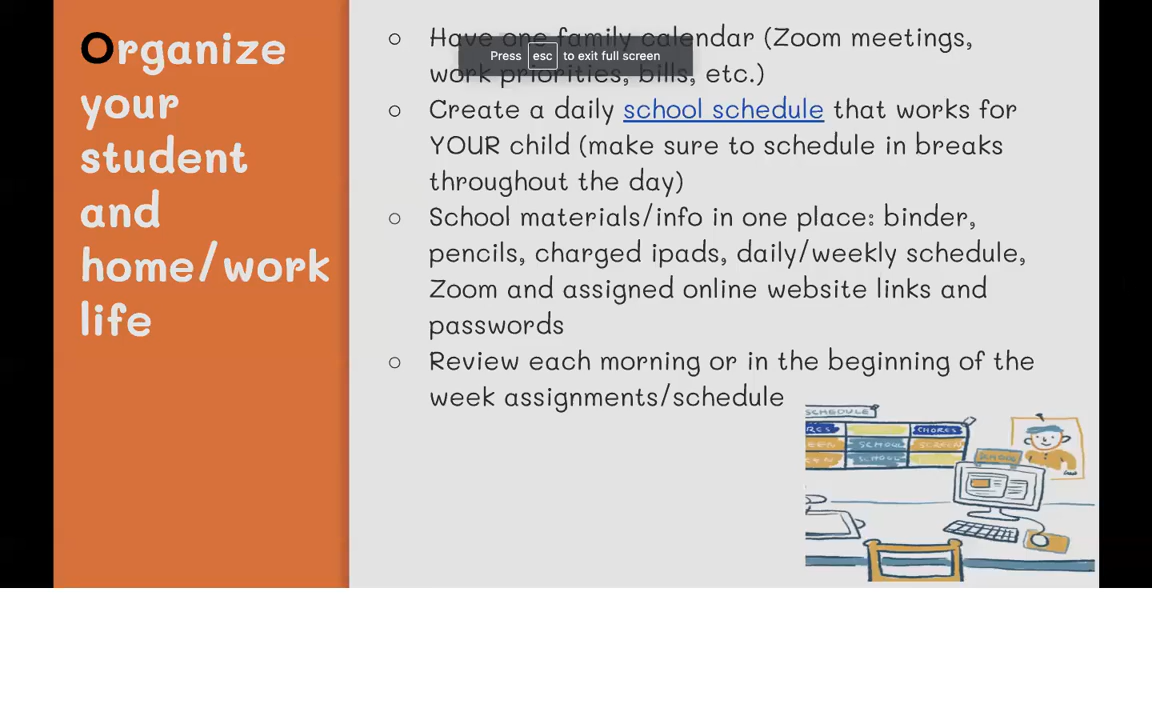 Organize
your
student
and
home/work
life
Have one family calendar (Zoom meetings,
work priorities, bills, etc.)
Press esc to exit full screen
Create a daily school schedule that works for
YOUR child (make sure to schedule in breaks
throughout the day)
School materials/info in one place: binder,
pencils, charged ipads, daily/weekly schedule,
Zoom and assigned online website links and
passwords
Review each morning or in the beginning of the
week assignments/schedule
SCHEDULE
CHORES
SCHOOL SCREEN
SCHOOL
SCHOOL